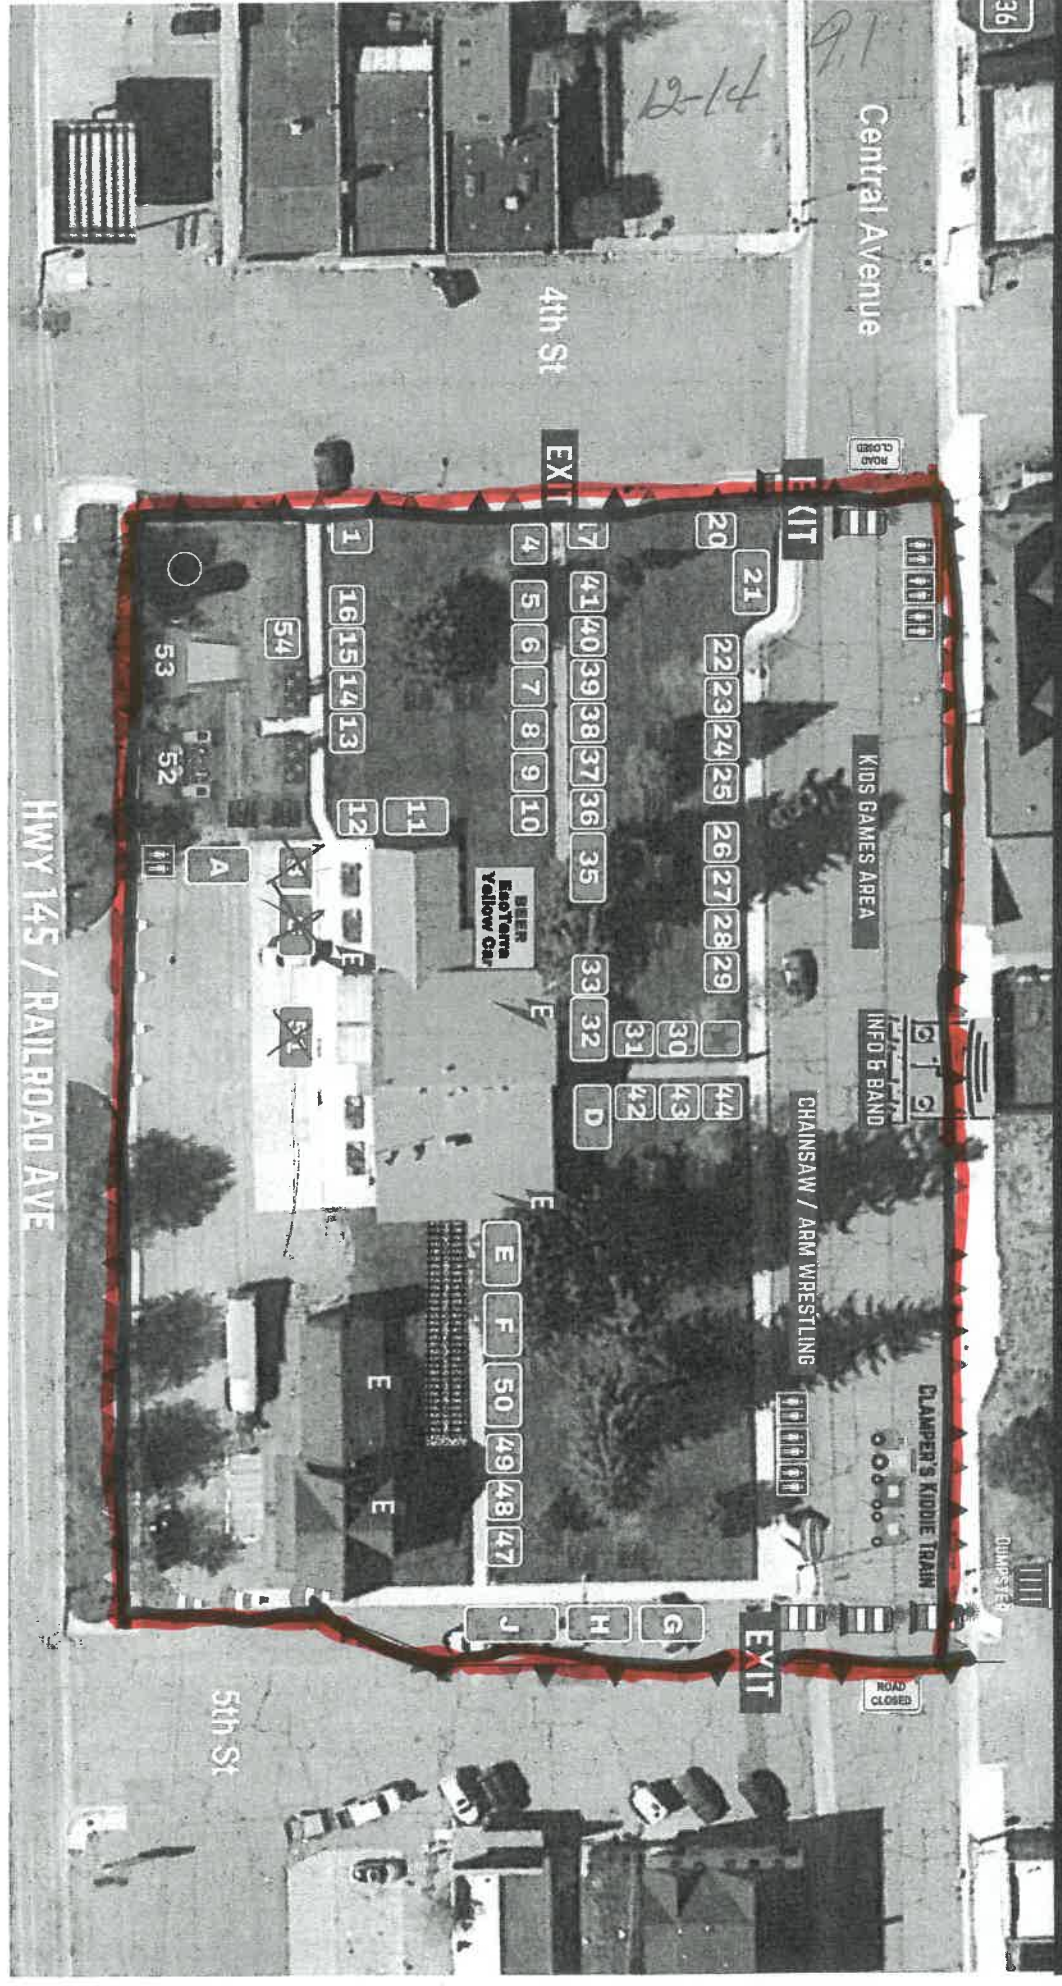 36
9.1
12-14
Central Avenue
4th St
ROAD CLOSED
EXIT
EXIT
1
4
17
20
21
16 15 14 13
5 6 7 8 9 10
41 40 39 38 37 36 35
22 23 24 25
26 27 28 29
54
53
52
12
11
A
51
BEER
EsoTerra
Yellow Car
E
E
E
33
32
31
30
D
42
43
44
KIDS GAMES AREA
INFO & BAND
CHAINSAW / ARM WRESTLING
CLAMPER'S KIDDIE TRAIN
DUMPSTER
E
F
50
49
48
47
E
E
J
H
G
EXIT
ROAD CLOSED
HWY 145 / RAILROAD AVE
5th St